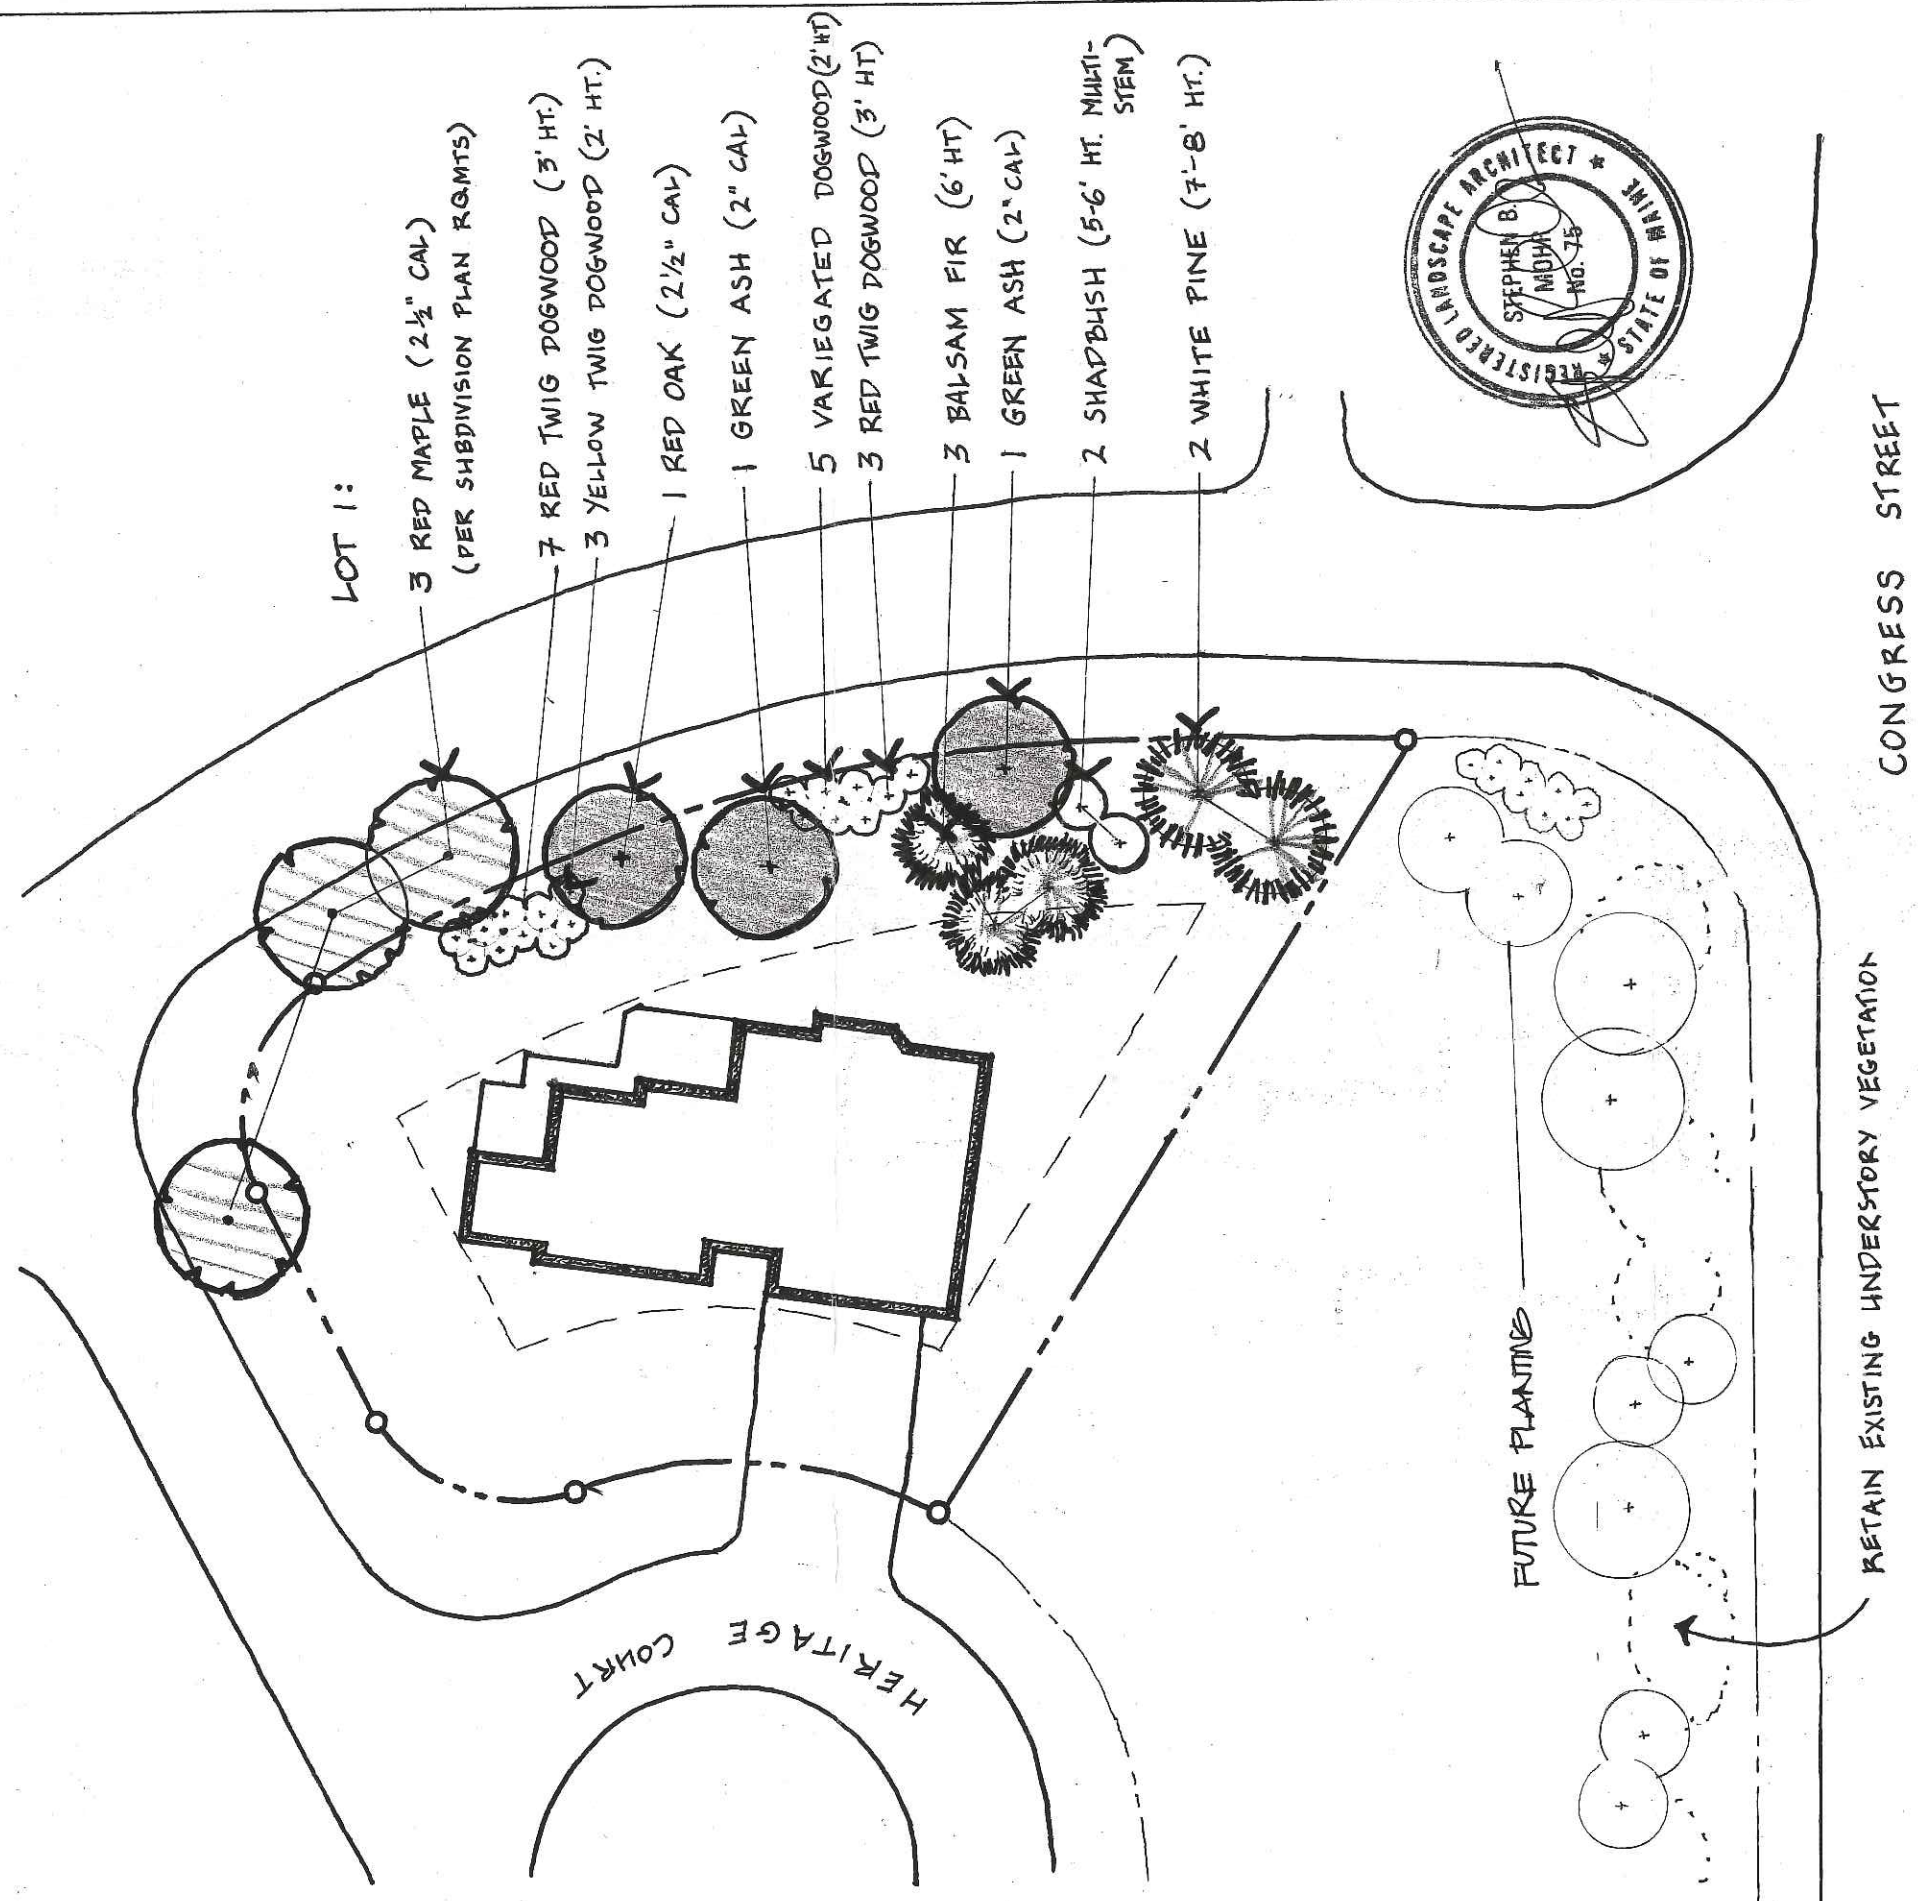 LOT 1:
3 RED MAPLE (2½" CAL)
(PER SUBDIVISION PLAN RQMTS)
7 RED TWIG DOGWOOD (3' HT.)
3 YELLOW TWIG DOGWOOD (2' HT.)
1 RED OAK (2½" CAL)
1 GREEN ASH (2" CAL)
5 VARIEGATED DOGWOOD (2' HT)
3 RED TWIG DOGWOOD (3' HT)
3 BALSAM FIR (6' HT)
1 GREEN ASH (2" CAL)
2 SHADBUSH (5-6' HT. MULTI-
STEM)
2 WHITE PINE (7'-8' HT.)
REGISTERED LANDSCAPE ARCHITECT
STATE OF MAINE
STEPHEN B.
MOHR
NO. 75
CONGRESS STREET
HERITAGE COURT
FUTURE PLANTING
RETAIN EXISTING UNDERSTORY VEGETATION